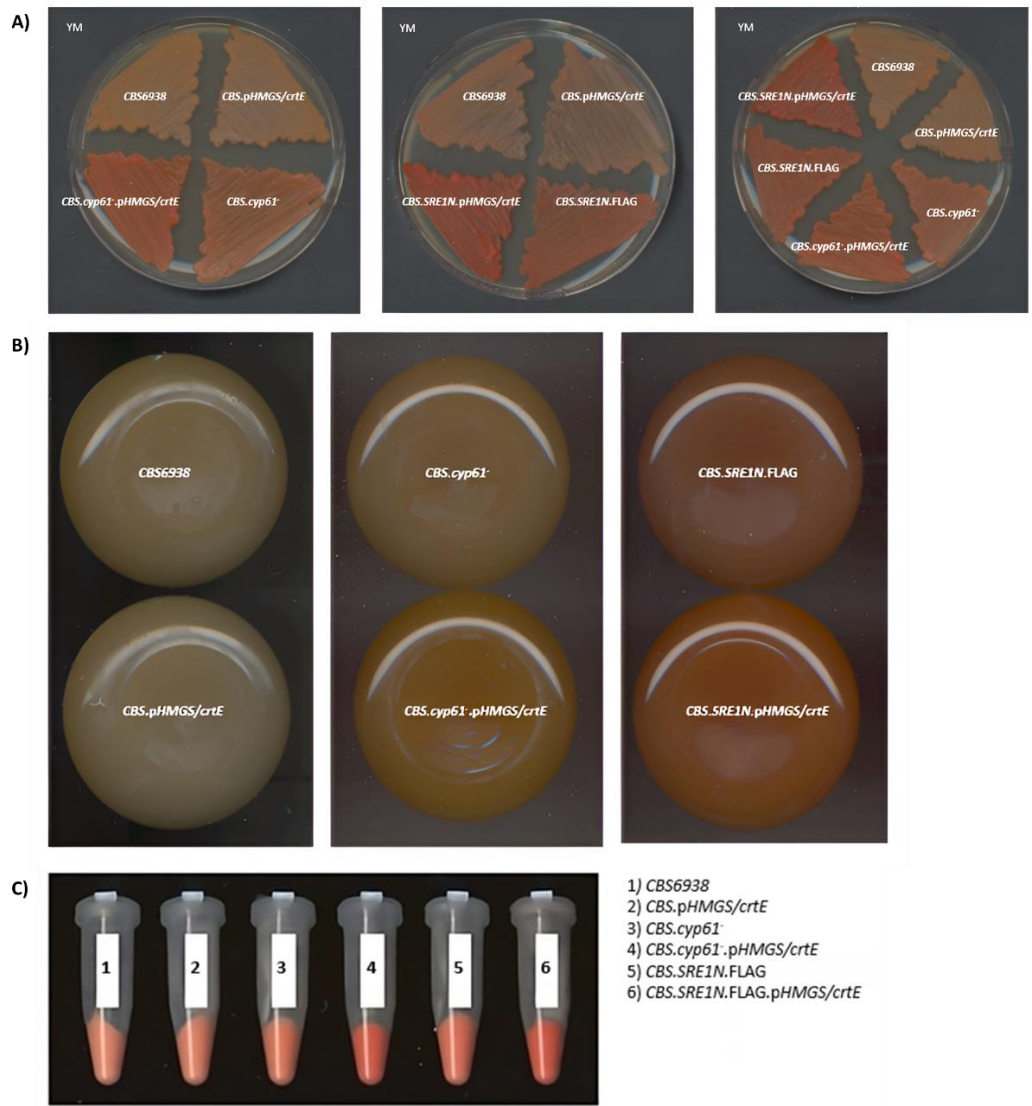 A)
YM
CBS6938
CBS.pHMGS/crtE
CBS.cyp61-.pHMGS/crtE
CBS.cyp61-
YM
CBS6938
CBS.pHMGS/crtE
CBS.SRE1N.pHMGS/crtE
CBS.SRE1N.FLAG
YM
CBS6938
CBS.SRE1N.pHMGS/crtE
CBS.pHMGS/crtE
CBS.SRE1N.FLAG
CBS.cyp61-
CBS.cyp61-.pHMGS/crtE
B)
CBS6938
CBS.cyp61-
CBS.SRE1N.FLAG
CBS.pHMGS/crtE
CBS.cyp61-.pHMGS/crtE
CBS.SRE1N.pHMGS/crtE
C)
1 2 3 4 5 6
1) CBS6938
2) CBS.pHMGS/crtE
3) CBS.cyp61-
4) CBS.cyp61-.pHMGS/crtE
5) CBS.SRE1N.FLAG
6) CBS.SRE1N.FLAG.pHMGS/crtE